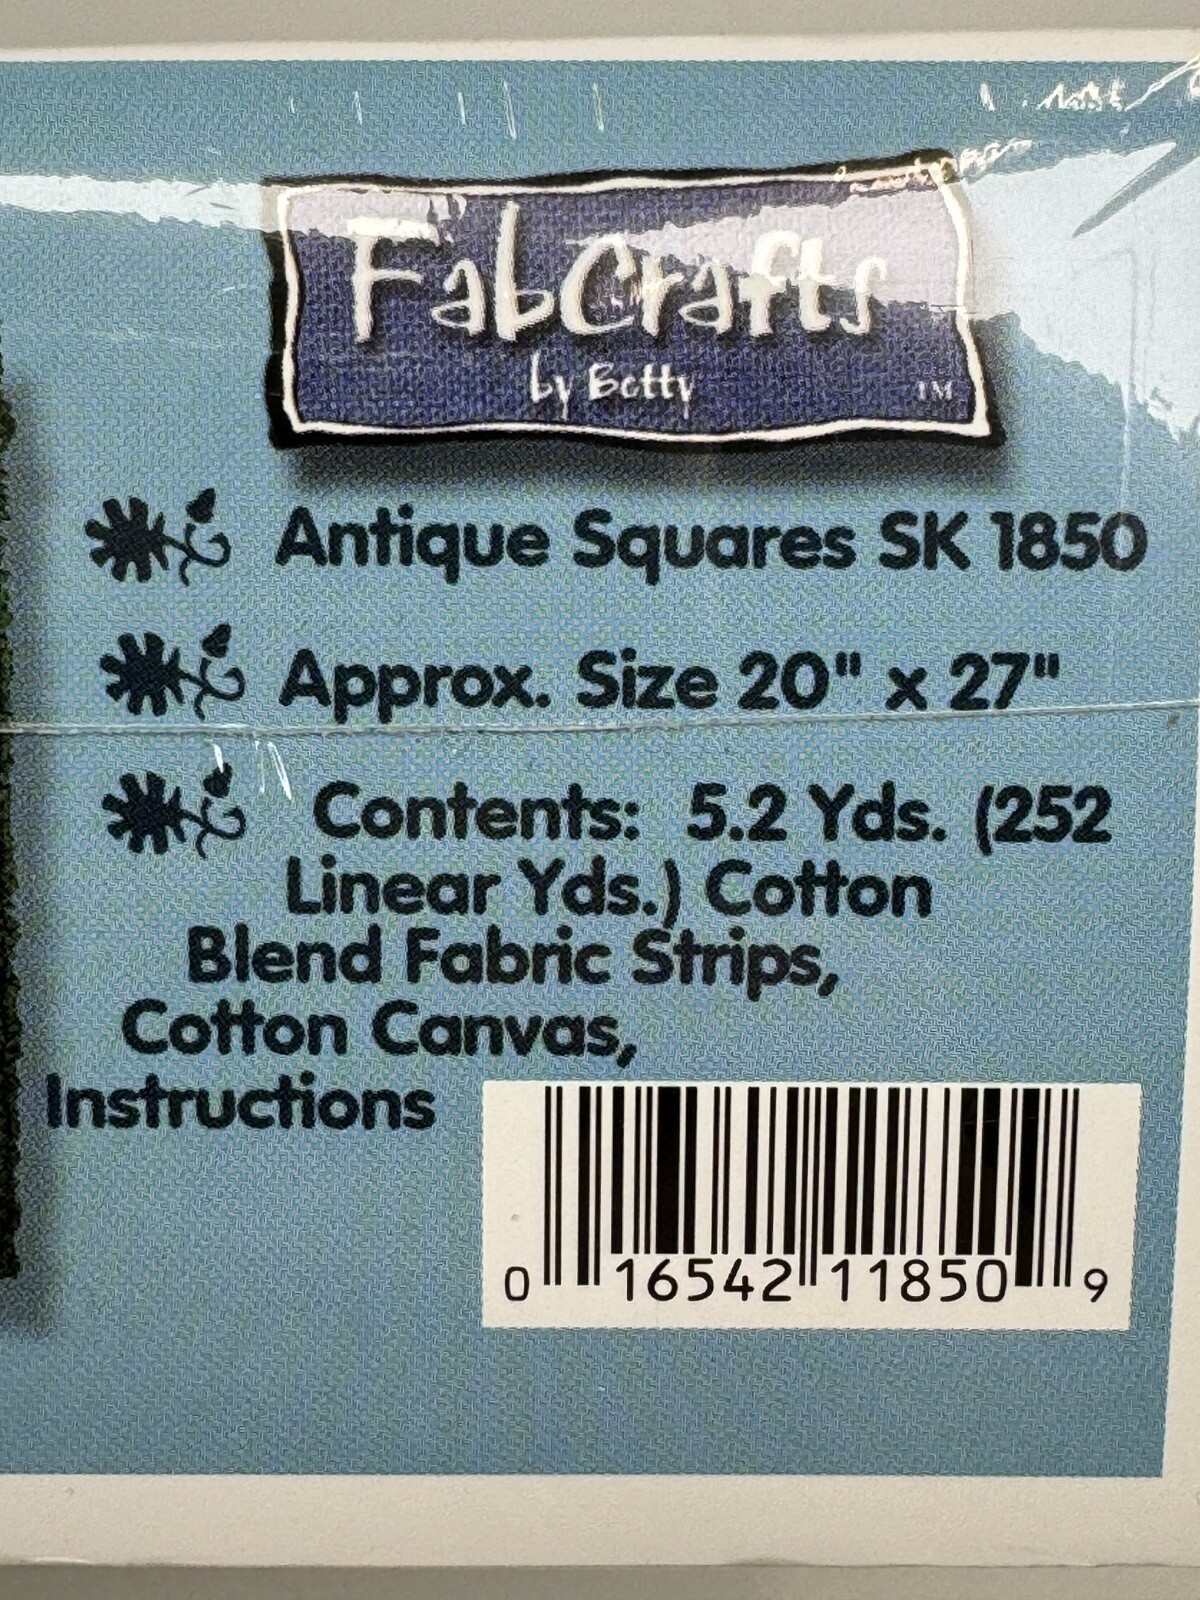 FabCrafts
by Betty
TM
Antique Squares SK 1850
Approx. Size 20" x 27"
Contents: 5.2 Yds. (252
Linear Yds.) Cotton
Blend Fabric Strips,
Cotton Canvas,
Instructions
0 16542 11850 9